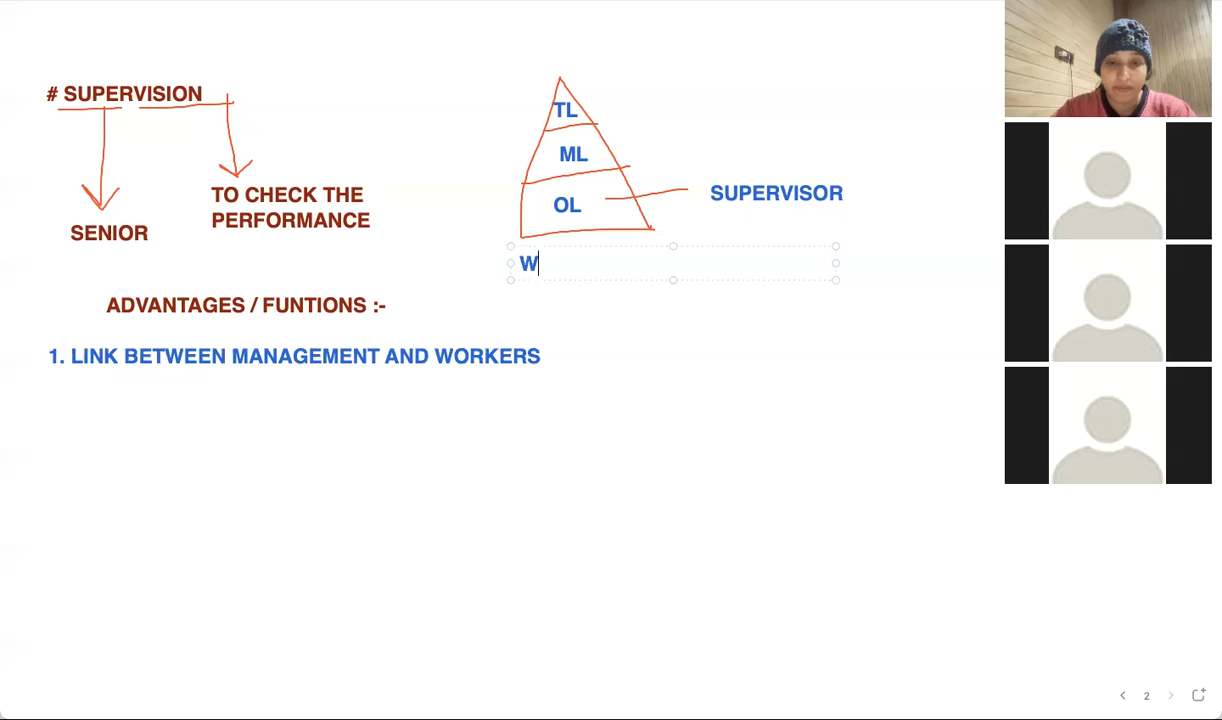 # SUPERVISION
SENIOR
TO CHECK THE
PERFORMANCE
TL
ML
OL
SUPERVISOR
W
ADVANTAGES / FUNTIONS :-
1. LINK BETWEEN MANAGEMENT AND WORKERS
2